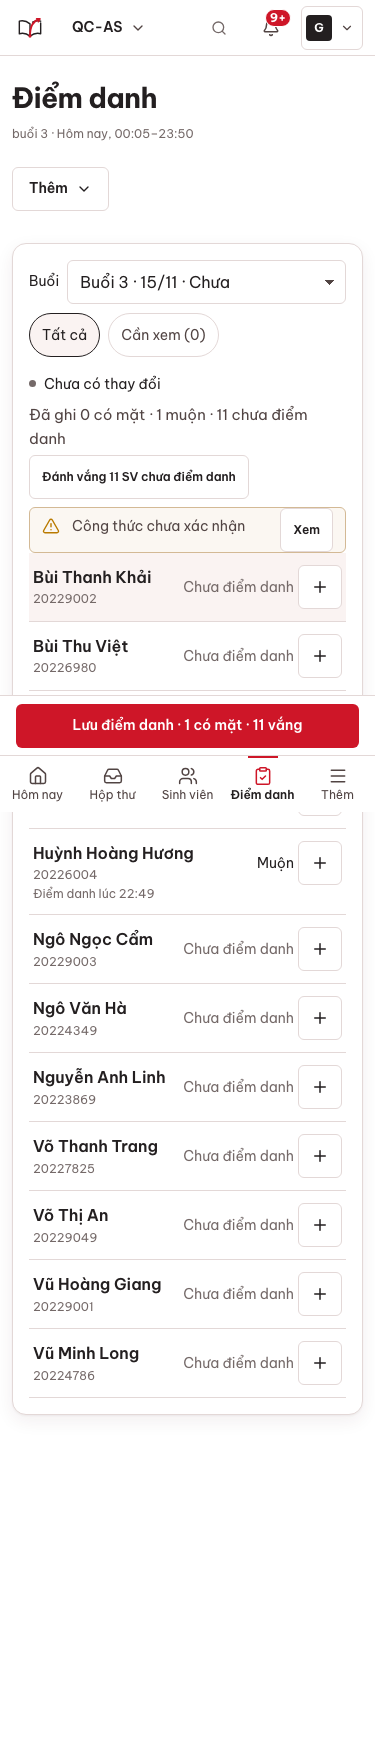 QC-AS
9+
G
Điểm danh
buổi 3 · Hôm nay, 00:05–23:50
Thêm
Buổi
Buổi 3 · 15/11 · Chưa
Tất cả
Cần xem (0)
Chưa có thay đổi
Đã ghi 0 có mặt · 1 muộn · 11 chưa điểm
danh
Đánh vắng 11 SV chưa điểm danh
Công thức chưa xác nhận
Xem
Bùi Thanh Khải
Chưa điểm danh
20229002
Bùi Thu Việt
Chưa điểm danh
20226980
Lưu điểm danh · 1 có mặt · 11 vắng
Hôm nay
Hộp thư
Sinh viên
Điểm danh
Thêm
Huỳnh Hoàng Hương
Muộn
20226004
Điểm danh lúc 22:49
Ngô Ngọc Cẩm
Chưa điểm danh
20229003
Ngô Văn Hà
Chưa điểm danh
20224349
Nguyễn Anh Linh
Chưa điểm danh
20223869
Võ Thanh Trang
Chưa điểm danh
20227825
Võ Thị An
Chưa điểm danh
20229049
Vũ Hoàng Giang
Chưa điểm danh
20229001
Vũ Minh Long
Chưa điểm danh
20224786